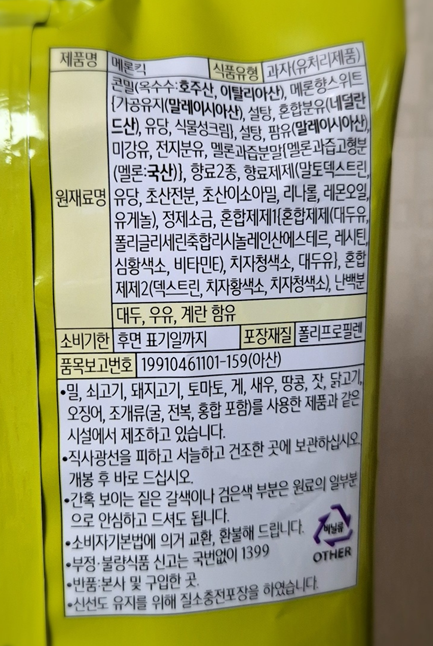 제품명 메론킥 식품유형 과자(유처리제품)
원재료명
콘밀(옥수수:호주산, 이탈리아산), 메론향스위트
{가공유지(말레이시아산), 설탕, 혼합분유(네덜란
드산), 유당, 식물성크림}, 설탕, 팜유(말레이시아산),
미강유, 전지분유, 멜론과즙분말{멜론과즙고형분
(멜론:국산)}, 향료2종, 향료제제(말토덱스트린,
유당, 초산전분, 초산이소아밀, 리나롤, 레몬오일,
유게놀), 정제소금, 혼합제제1{혼합제제(대두유,
폴리글리세린축합리시놀레인산에스테르, 레시틴,
심황색소, 비타민E), 치자청색소, 대두유}, 혼합
제제2(덱스트린, 치자황색소, 치자청색소), 난백분
대두, 우유, 계란 함유
소비기한 후면 표기일까지 포장재질 폴리프로필렌
품목보고번호 19910461101-159(아산)
•밀, 쇠고기, 돼지고기, 토마토, 게, 새우, 땅콩, 잣, 닭고기,
오징어, 조개류(굴, 전복, 홍합 포함)를 사용한 제품과 같은
시설에서 제조하고 있습니다.
•직사광선을 피하고 서늘하고 건조한 곳에 보관하십시오.
개봉 후 바로 드십시오.
•간혹 보이는 짙은 갈색이나 검은색 부분은 원료의 일부분
으로 안심하고 드셔도 됩니다.
•소비자기본법에 의거 교환, 환불해 드립니다.
•부정·불량식품 신고는 국번없이 1399
•반품:본사 및 구입한 곳.
•신선도 유지를 위해 질소충전포장을 하였습니다.
비닐류
OTHER